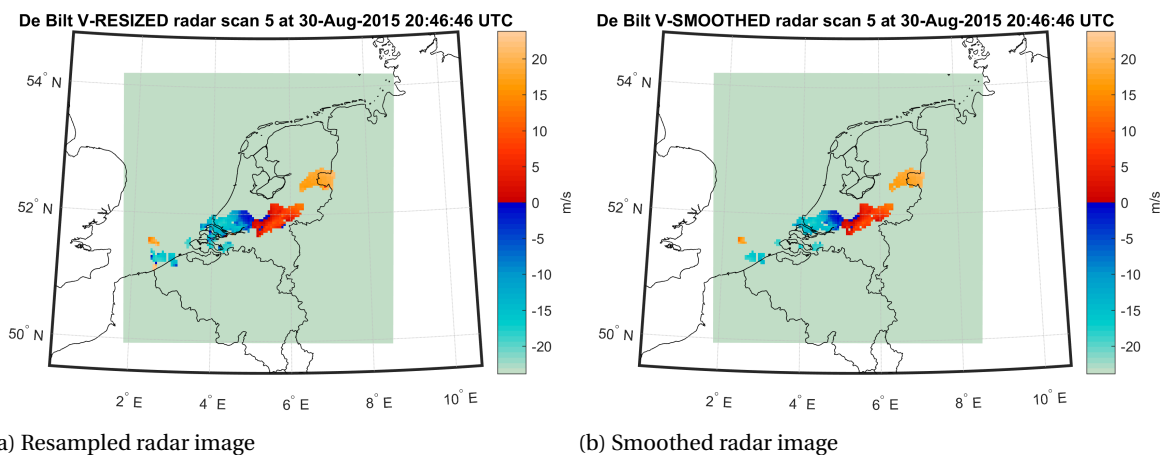 De Bilt V-RESIZED radar scan 5 at 30-Aug-2015 20:46:46 UTC
54° N
52° N
50° N
2° E
4° E
6° E
8° E
10° E
20
15
10
5
0
-5
-10
-15
-20
m/s
a) Resampled radar image
De Bilt V-SMOOTHED radar scan 5 at 30-Aug-2015 20:46:46 UTC
54° N
52° N
50° N
2° E
4° E
6° E
8° E
10° E
20
15
10
5
0
-5
-10
-15
-20
m/s
(b) Smoothed radar image